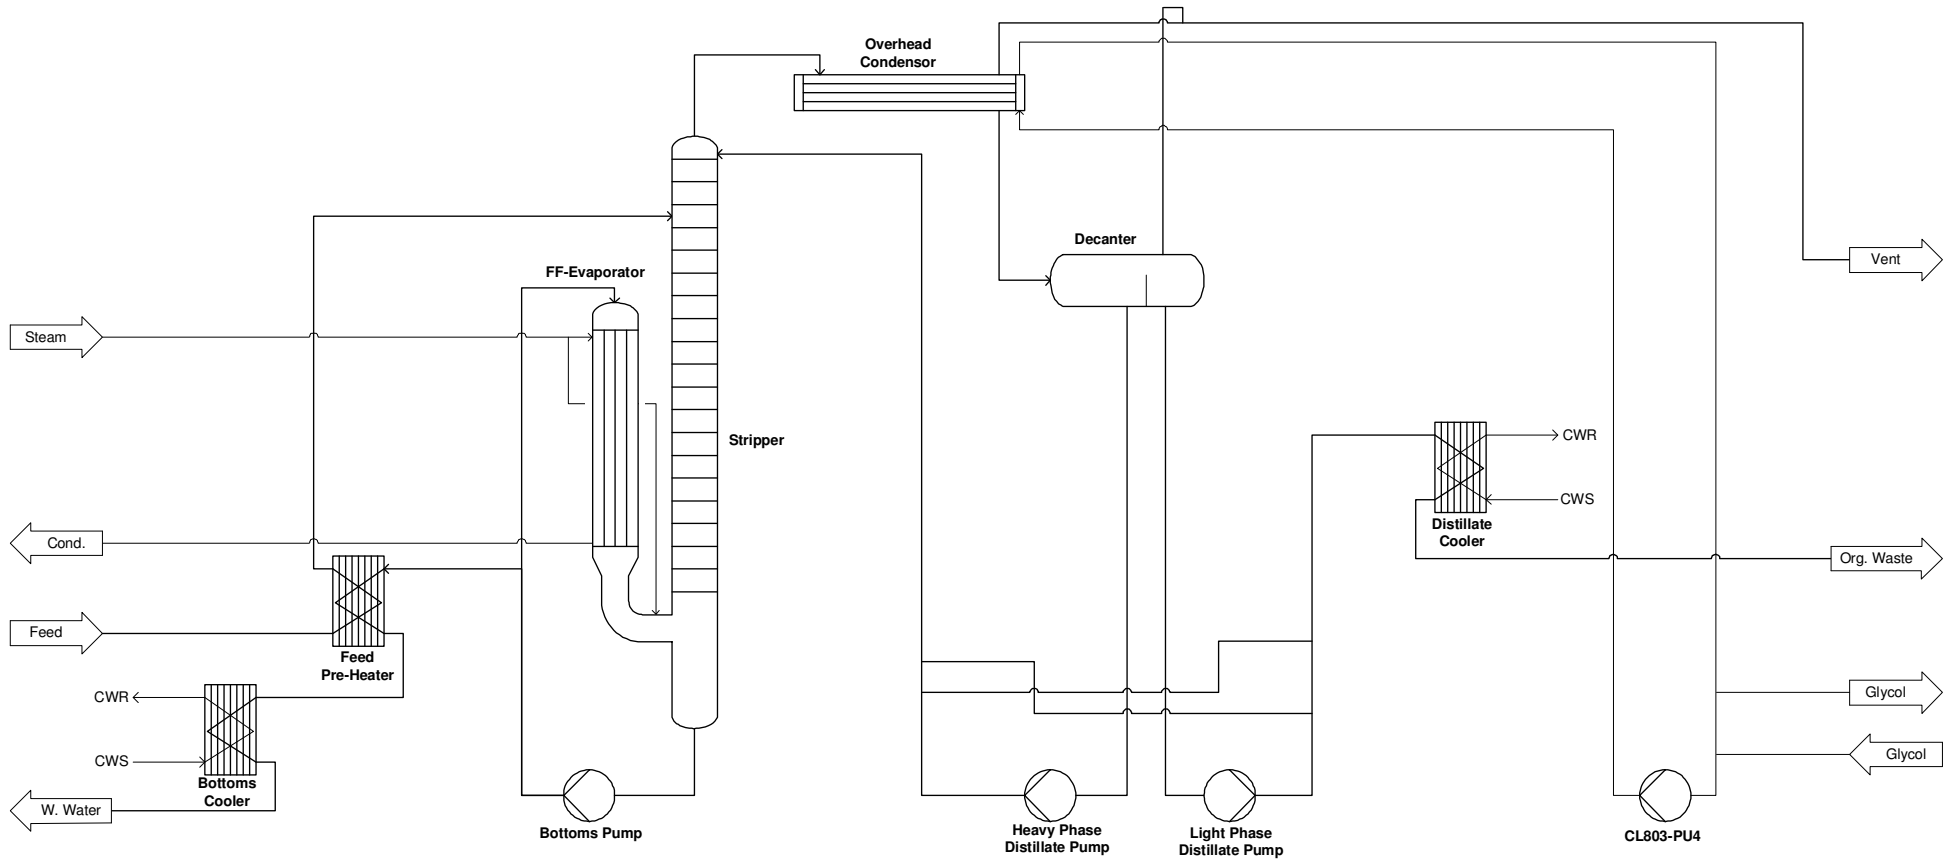 Overhead
Condensor
Decanter
Vent
FF-Evaporator
Steam
Stripper
CWR
CWS
Distillate
Cooler
Cond.
Org. Waste
Feed
Feed
Pre-Heater
CWR
Glycol
CWS
Glycol
Bottoms
Cooler
W. Water
Bottoms Pump
Heavy Phase
Distillate Pump
Light Phase
Distillate Pump
CL803-PU4